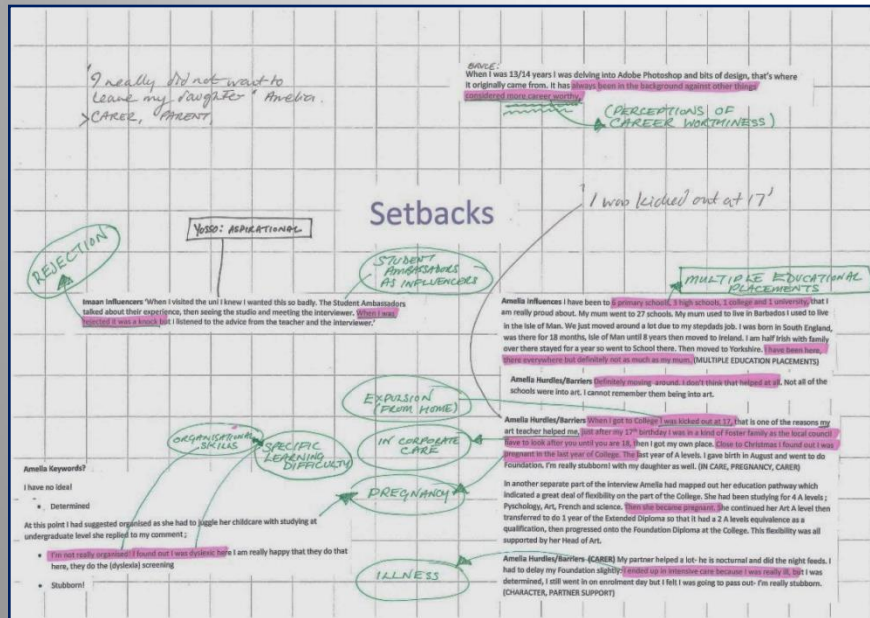 'I really did not want to
leave my daughter' Amelia.
> CARER, PARENT,
When I was 13/14 years I was delving into Adobe Photoshop and bits of design, that's where
it originally came from. It has always been in the background against other things
considered more career worthy.
(PERCEPTIONS OF
CAREER WORTHINESS)
Setbacks
'I was kicked out at 17'
REJECTION
YOSSO: ASPIRATIONAL
STUDENT
AMBASSADORS
AS INFLUENCERS
Imaan Influencers 'When I visited the uni I knew I wanted this so badly. The Student Ambassadors
talked about their experience, then seeing the studio and meeting the interviewer. When I was
rejected it was a knock but I listened to the advice from the teacher and the interviewer.'
MULTIPLE EDUCATIONAL
PLACEMENTS
Amelia Influences I have been to 6 primary schools, 3 high schools, 1 college and 1 university, that I
am really proud about. My mum went to 27 schools. My mum used to live in Barbados I used to live
in the Isle of Man. We just moved around a lot due to my stepdads job. I was born in South England,
was there for 18 months, Isle of Man until 8 years then moved to Ireland. I am half Irish with family
over there stayed for a year so went to School there. Then moved to Yorkshire. I have been here,
there everywhere but definitely not as much as my mum. (MULTIPLE EDUCATION PLACEMENTS)
Amelia Hurdles/Barriers Definitely moving around. I don't think that helped at all. Not all of the
schools were into art. I cannot remember them being into art.
EXPULSION
(FROM HOME)
IN CORPORATE
CARE
PREGNANCY
ILLNESS
Amelia Hurdles/Barriers When I got to College I was kicked out at 17, that is one of the reasons my
art teacher helped me, just after my 17th birthday I was in a kind of Foster family as the local council
have to look after you until you are 18, then I got my own place. Close to Christmas I found out I was
pregnant in the last year of College. The last year of A levels. I gave birth in August and went to do
Foundation. I'm really stubborn! with my daughter as well. (IN CARE, PREGNANCY, CARER)
In another separate part of the interview Amelia had mapped out her education pathway which
indicated a great deal of flexibility on the part of the College. She had been studying for 4 A levels ;
Pyschology, Art, French and science. Then she became pregnant. She continued her Art A level then
transferred to do 1 year of the Extended Diploma so that it had a 2 A levels equivalence as a
qualification, then progressed onto the Foundation Diploma at the College. This flexibility was all
supported by her Head of Art.
Amelia Hurdles/Barriers (CARER) My partner helped a lot- he is nocturnal and did the night feeds. I
had to delay my Foundation slightly. I ended up in intensive care because I was really ill, but I was
determined, I still went in on enrolment day but I felt I was going to pass out- I'm really stubborn.
(CHARACTER, PARTNER SUPPORT)
ORGANISATIONAL
SKILLS
SPECIFIC
LEARNING
DIFFICULTY
Amelia Keywords?
I have no idea!
• Determined
At this point I had suggested organised as she had to juggle her childcare with studying at
undergraduate level she replied to my comment ;
• I'm not really organised! I found out I was dyslexic here I am really happy that they do that
here, they do the (dyslexia) screening
• Stubborn!